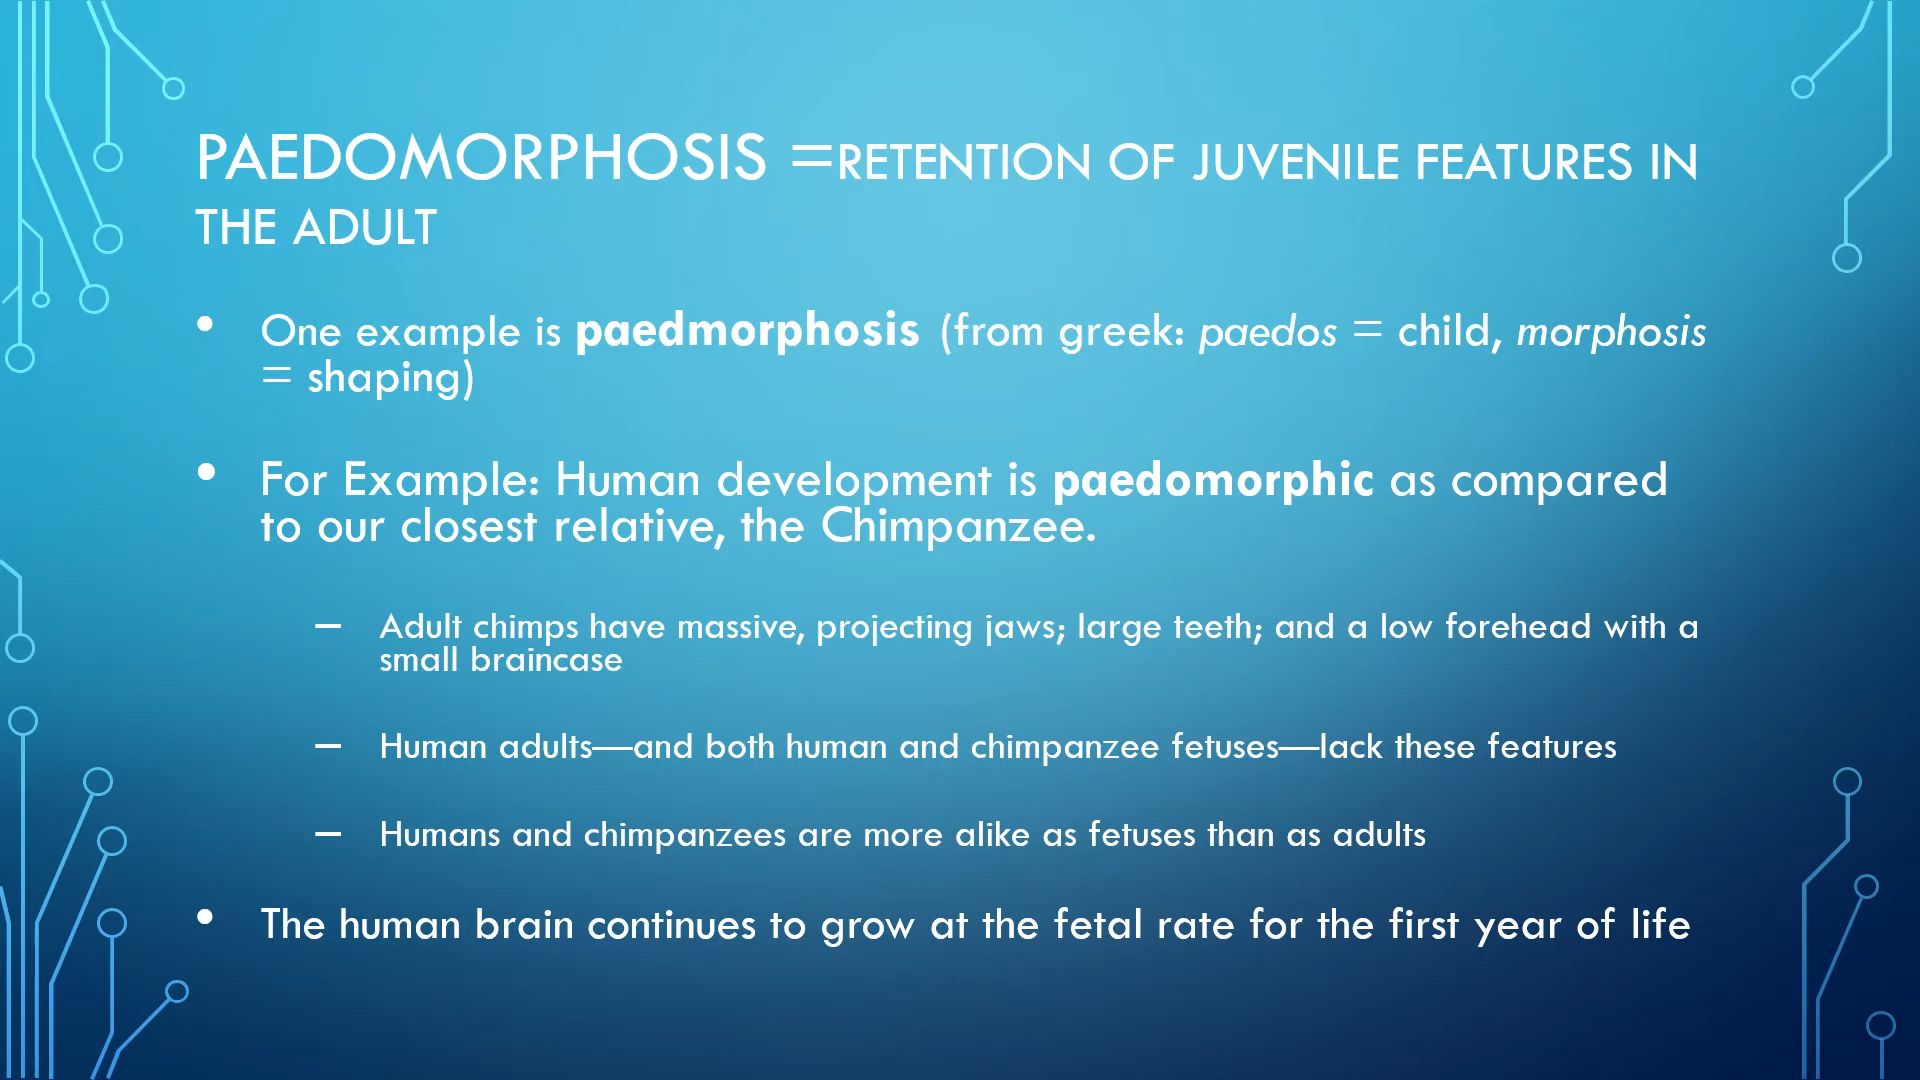 PAEDOMORPHOSIS =RETENTION OF JUVENILE FEATURES IN
THE ADULT
• One example is paedmorphosis (from greek: paedos = child, morphosis
= shaping)
• For Example: Human development is paedomorphic as compared
to our closest relative, the Chimpanzee.
– Adult chimps have massive, projecting jaws; large teeth; and a low forehead with a
small braincase
– Human adults—and both human and chimpanzee fetuses—lack these features
– Humans and chimpanzees are more alike as fetuses than as adults
• The human brain continues to grow at the fetal rate for the first year of life